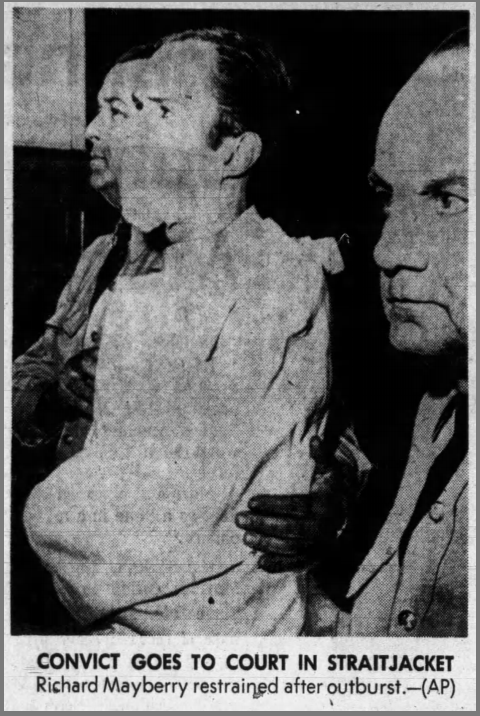 CONVICT GOES TO COURT IN STRAITJACKET
Richard Mayberry restrained after outburst.—(AP)